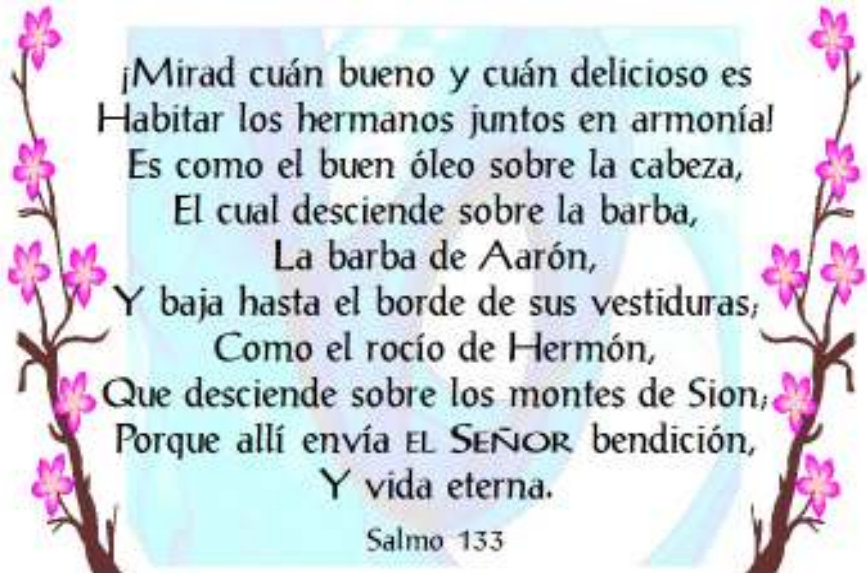 ¡Mirad cuán bueno y cuán delicioso es
Habitar los hermanos juntos en armonía!
Es como el buen óleo sobre la cabeza,
El cual desciende sobre la barba,
La barba de Aarón,
Y baja hasta el borde de sus vestiduras;
Como el rocío de Hermón,
Que desciende sobre los montes de Sion;
Porque allí envía EL SEÑOR bendición,
Y vida eterna.
Salmo 133